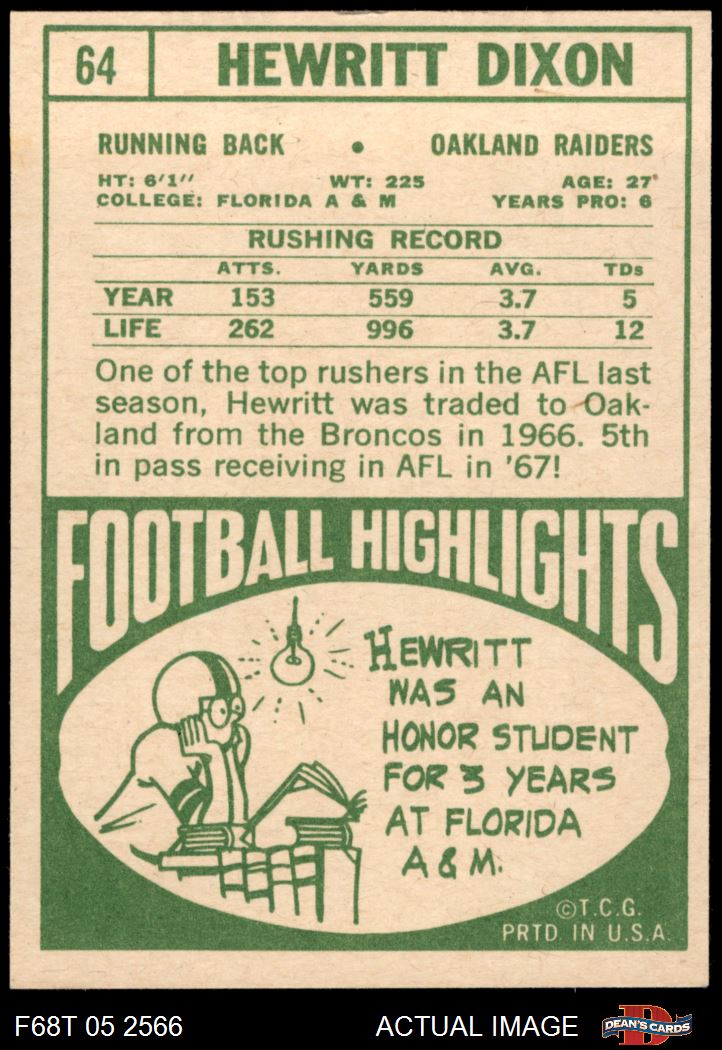 64 HEWRITT DIXON
RUNNING BACK • OAKLAND RAIDERS
HT: 6'1" WT: 225 AGE: 27
COLLEGE: FLORIDA A & M YEARS PRO: 6
RUSHING RECORD
ATTS. YARDS AVG. TDs
YEAR 153 559 3.7 5
LIFE 262 996 3.7 12
One of the top rushers in the AFL last
season, Hewritt was traded to Oak-
land from the Broncos in 1966. 5th
in pass receiving in AFL in '67!
FOOTBALL HIGHLIGHTS
HEWRITT
WAS AN
HONOR STUDENT
FOR 3 YEARS
AT FLORIDA
A & M.
©T.C.G.
PRTD. IN U.S.A.
F68T 05 2566 ACTUAL IMAGE D DEAN'S CARDS